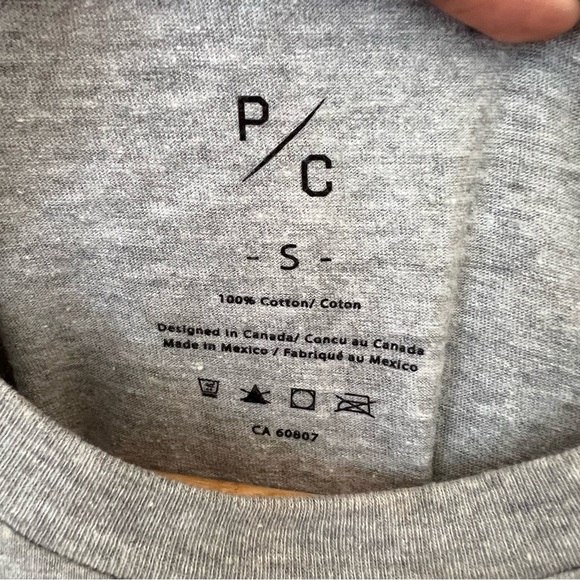 P/C
- S -
100% Cotton/ Coton
Designed in Canada/ Concu au Canada
Made in Mexico / Fabriqué au Mexico
CA 60807